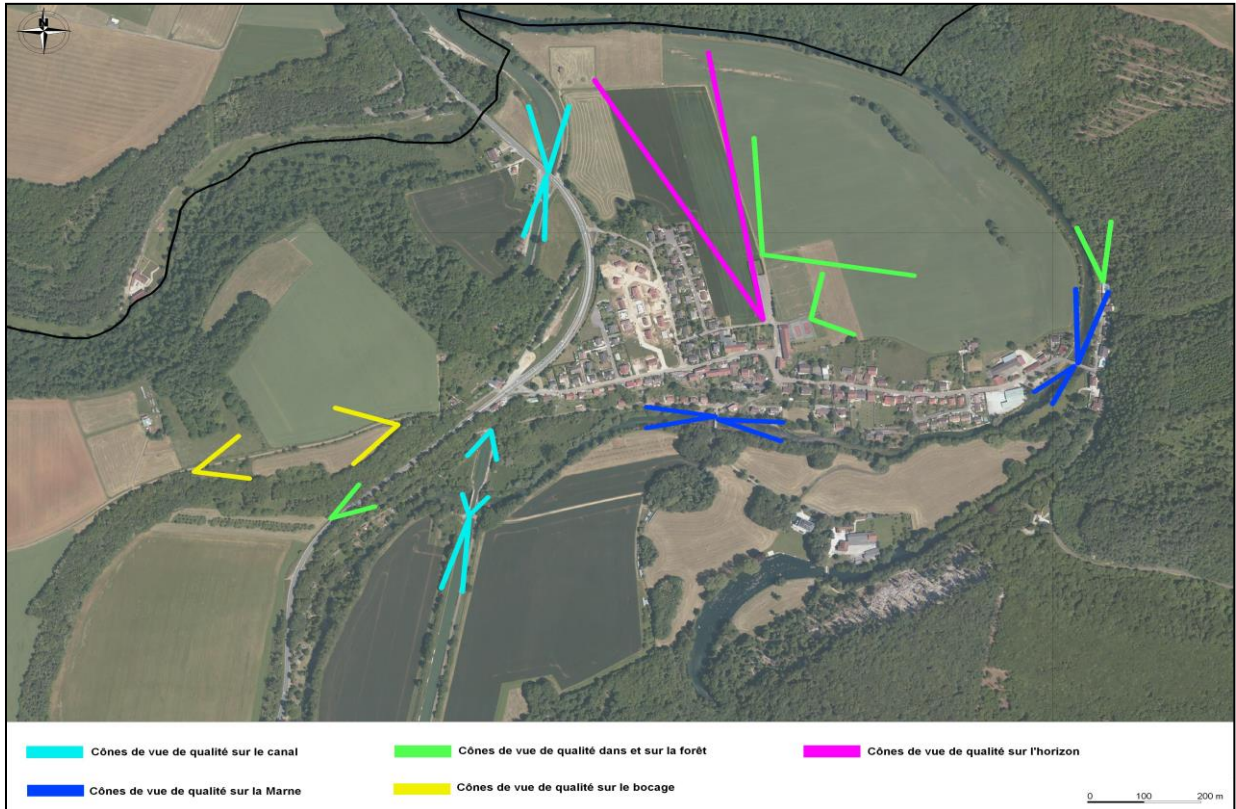 N
Cônes de vue de qualité sur le canal
Cônes de vue de qualité dans et sur la forêt
Cônes de vue de qualité sur l'horizon
Cônes de vue de qualité sur la Marne
Cônes de vue de qualité sur le bocage
0 100 200 m